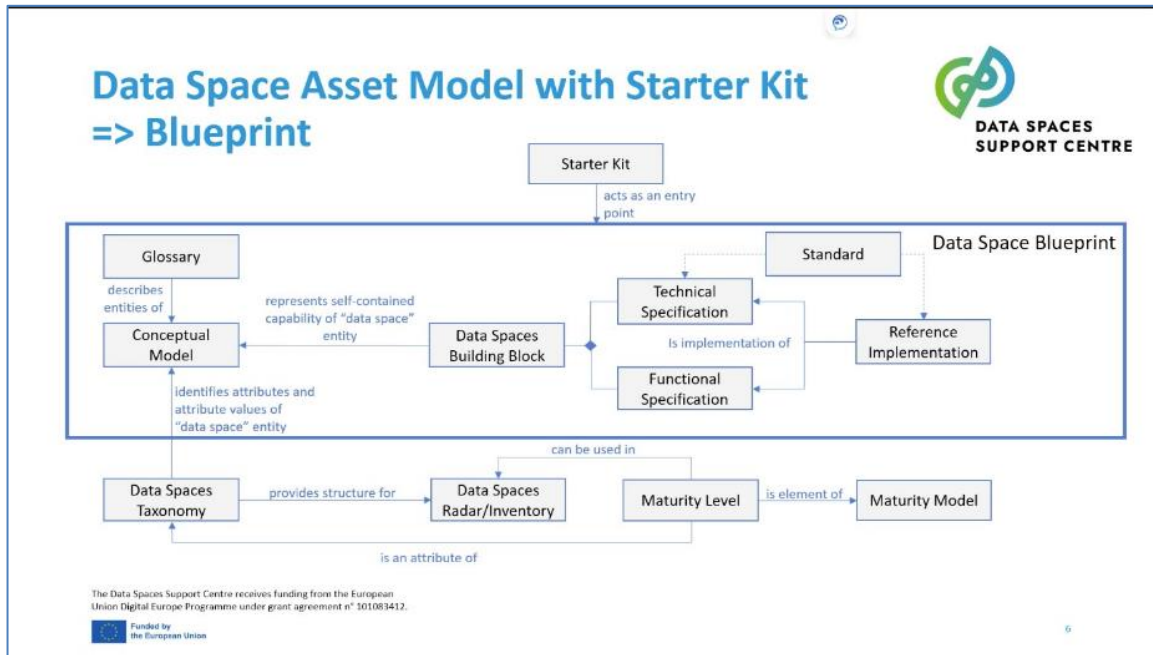 Data Space Asset Model with Starter Kit
=> Blueprint
DATA SPACES
SUPPORT CENTRE
Starter Kit
acts as an entry
point
Data Space Blueprint
Glossary
Standard
describes
entities of
represents self-contained
capability of “data space”
entity
Technical
Specification
Conceptual
Model
Data Spaces
Building Block
Is implementation of
Reference
Implementation
Functional
Specification
identifies attributes and
attribute values of
“data space” entity
can be used in
Data Spaces
Taxonomy
provides structure for
Data Spaces
Radar/Inventory
Maturity Level
is element of
Maturity Model
is an attribute of
The Data Spaces Support Centre receives funding from the European
Union Digital Europe Programme under grant agreement n° 101083412.
Funded by
the European Union
6